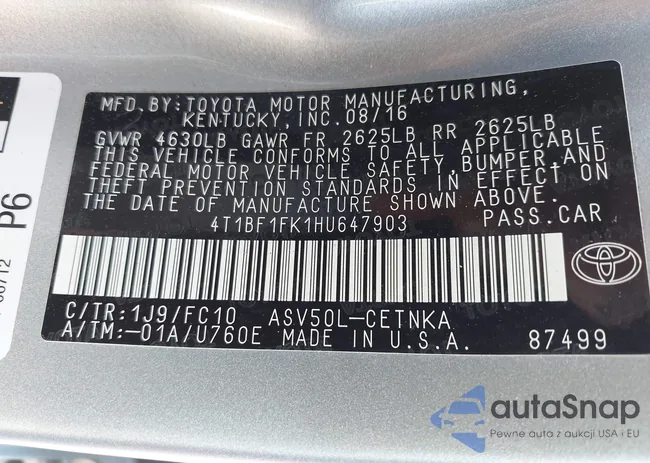 MFD. BY: TOYOTA MOTOR MANUFACTURING,
KENTUCKY, INC. 08/16
GVWR 4630LB GAWR FR 2625LB RR 2625LB
THIS VEHICLE CONFORMS TO ALL APPLICABLE
FEDERAL MOTOR VEHICLE SAFETY, BUMPER, AND
THEFT PREVENTION STANDARDS IN EFFECT ON
THE DATE OF MANUFACTURE SHOWN ABOVE.
4T1BF1FK1HU647903 PASS. CAR
C/TR: 1J9/FC10 ASV50L-CETNKA
A/TM: -01A/U760E MADE IN U.S.A. 87499
P6
autaSnap
Pewne auta z aukcji USA i EU